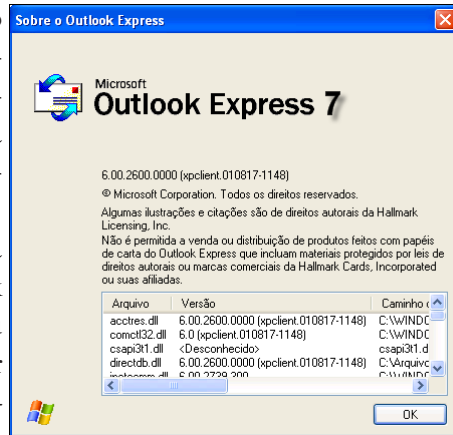 Sobre o Outlook Express
Microsoft
Outlook Express 7
6.00.2600.0000 (xpclient.010817-1148)
© Microsoft Corporation. Todos os direitos reservados.
Algumas ilustrações e citações são de direitos autorais da Hallmark
Licensing, Inc.
Não é permitida a venda ou distribuição de produtos feitos com papéis
de carta do Outlook Express que incluam materiais protegidos por leis de
direitos autorais ou marcas comerciais da Hallmark Cards, Incorporated
ou suas afiliadas.
Arquivo Versão Caminho
acctres.dll 6.00.2600.0000 (xpclient.010817-1148) C:\WINDO
comctl32.dll 6.0 (xpclient.010817-1148) C:\WINDO
csapi3t1.dll <Desconhecido> csapi3t1.d
directdb.dll 6.00.2600.0000 (xpclient.010817-1148) C:\Arquivo
OK